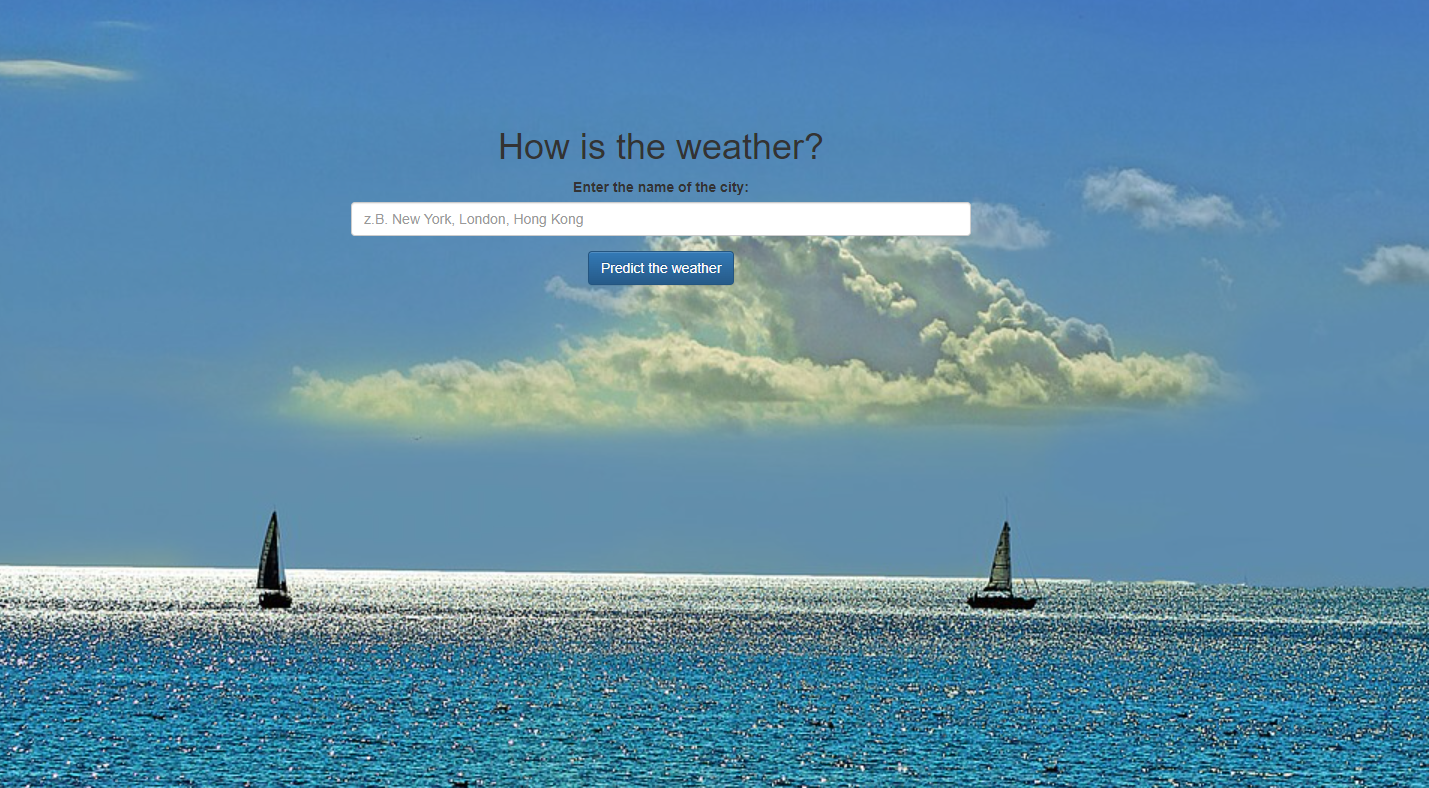 How is the weather?
Enter the name of the city:
z.B. New York, London, Hong Kong
Predict the weather